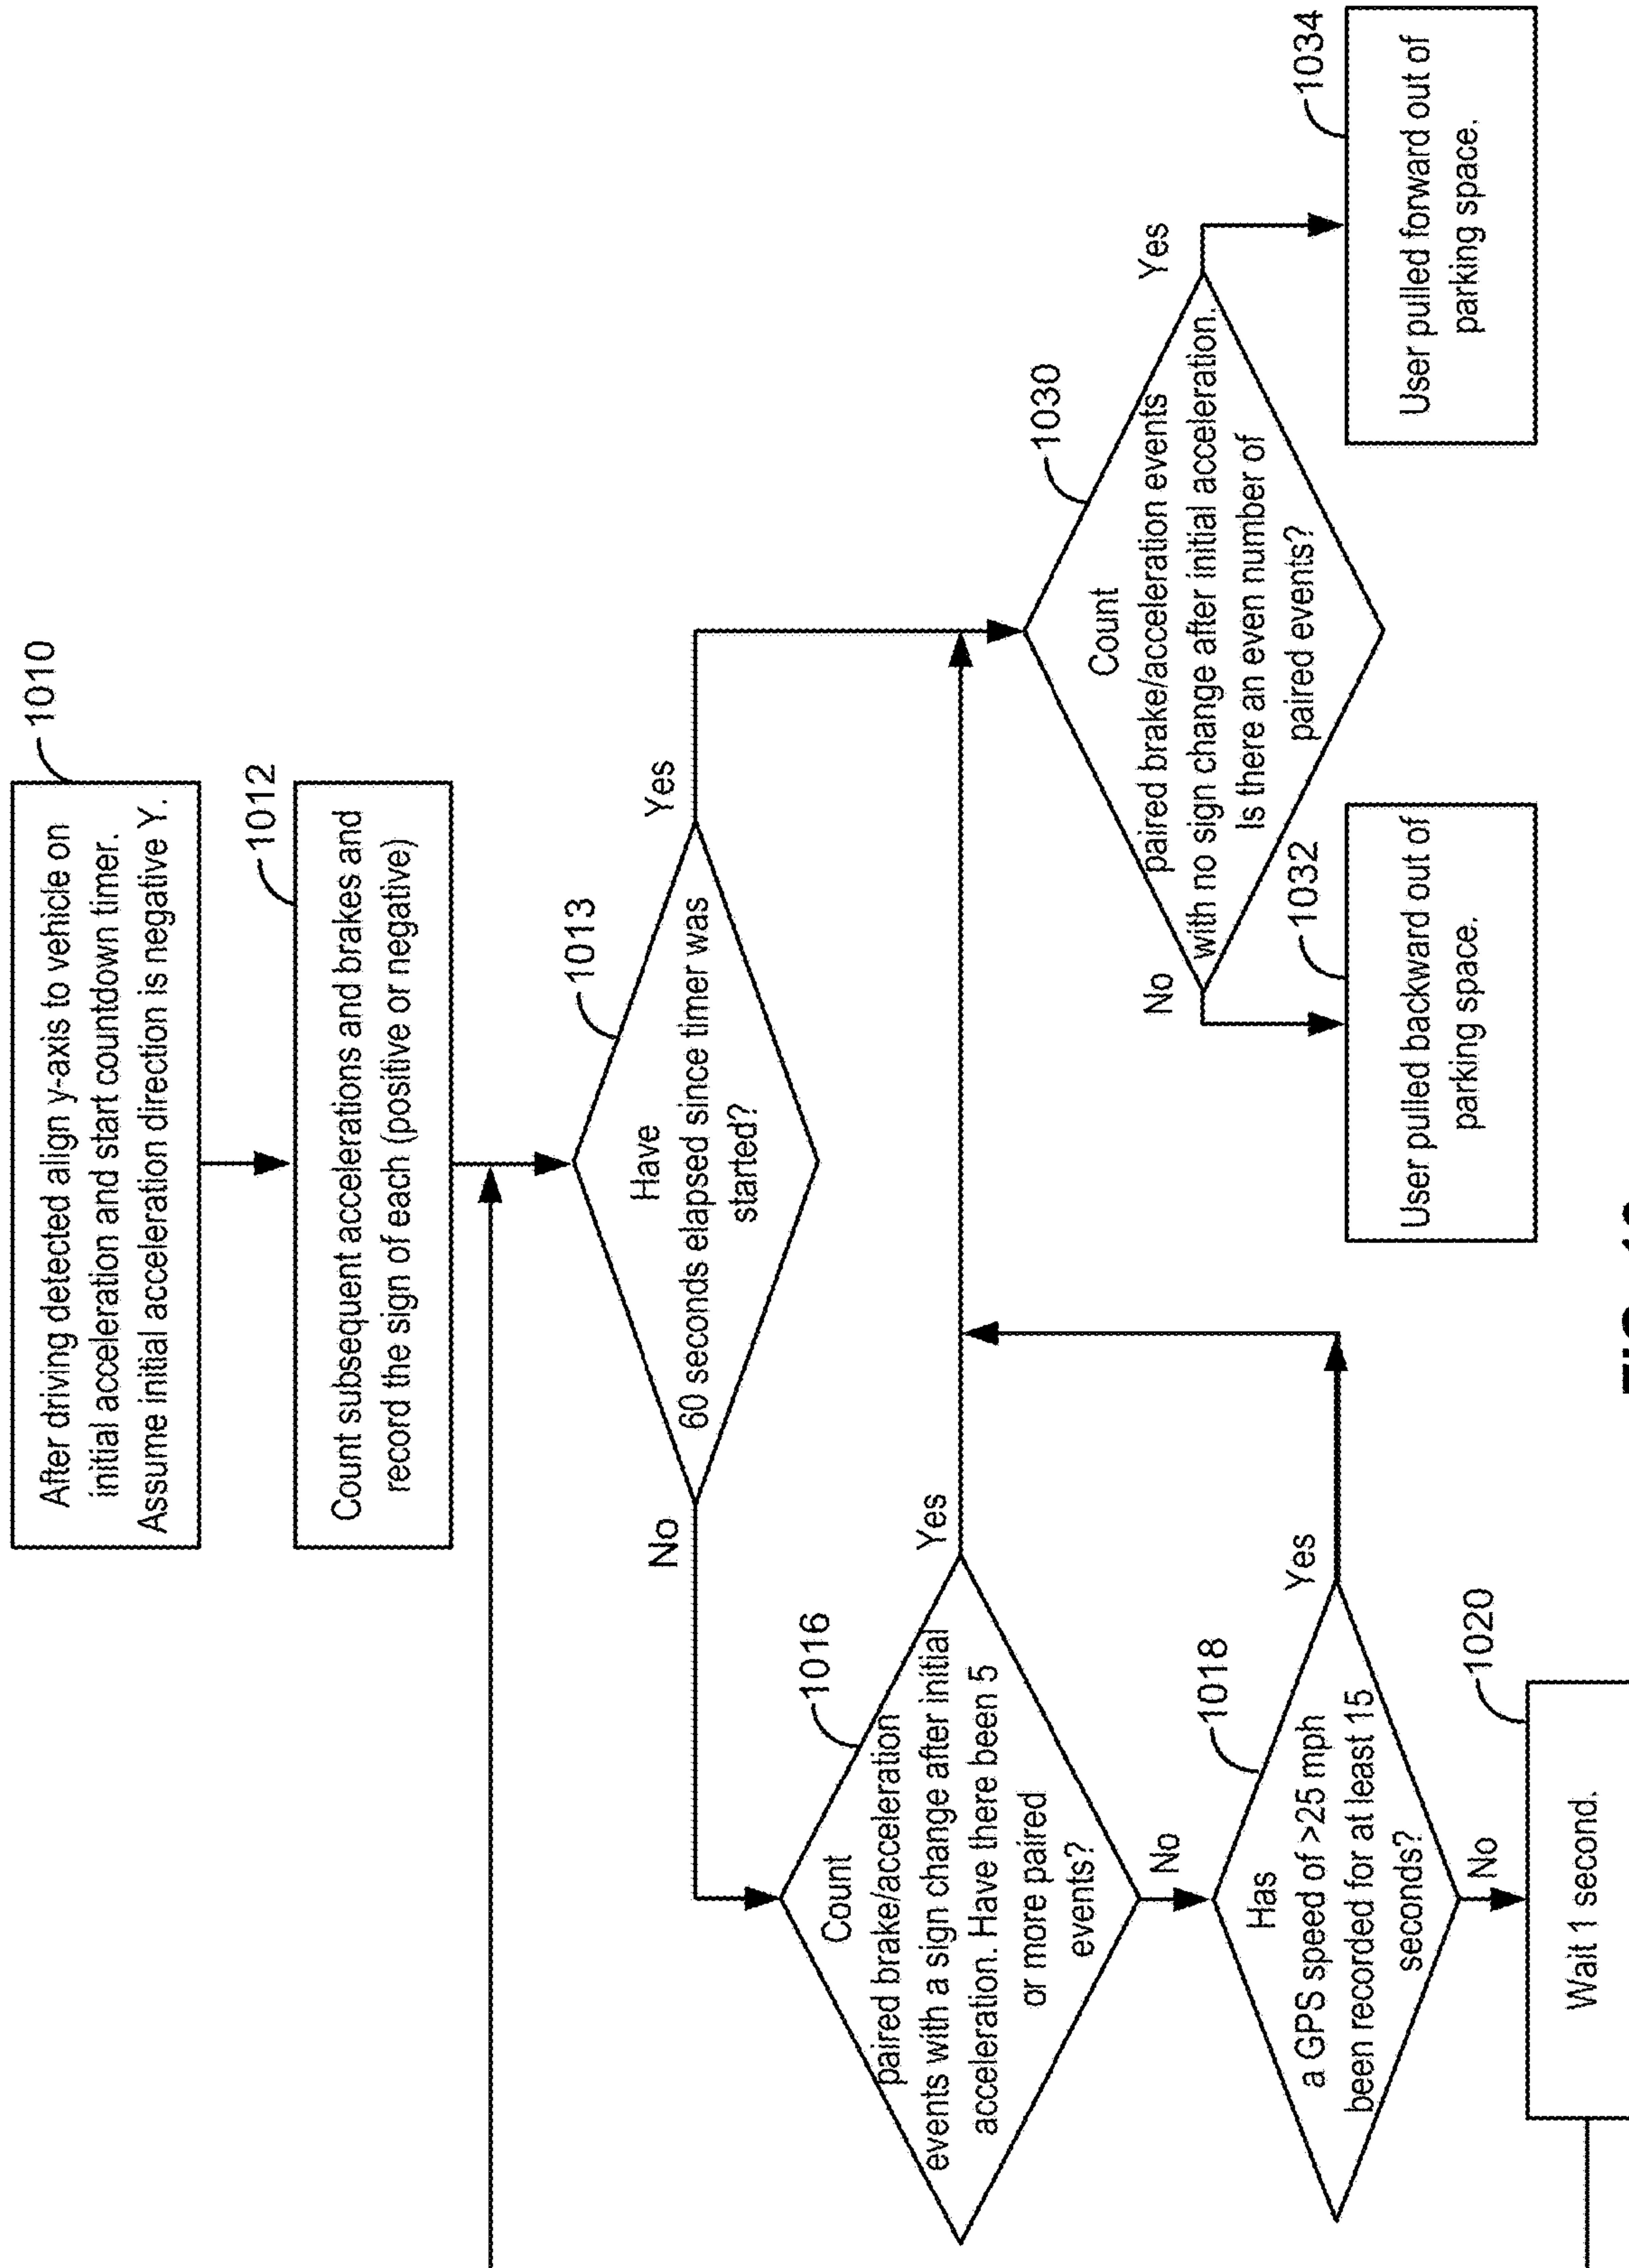 1010
After driving detected align y-axis to vehicle on
initial acceleration and start countdown timer.
Assume initial acceleration direction is negative Y.
1012
Count subsequent accelerations and brakes and
record the sign of each (positive or negative)
1013
Have
60 seconds elapsed since timer was
started?
No
Yes
1016
Count
paired brake/acceleration
events with a sign change after initial
acceleration. Have there been 5
or more paired
events?
Yes
No
1018
Has
a GPS speed of >25 mph
been recorded for at least 15
seconds?
Yes
No
1020
Wait 1 second.
1030
Count
paired brake/acceleration events
with no sign change after initial acceleration.
Is there an even number of
paired events?
No
Yes
1032
User pulled backward out of
parking space.
1034
User pulled forward out of
parking space.